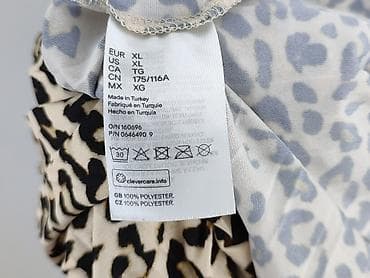 EUR XL
US XL
CA TG
CN 175/116A
MX XG
Made in Turkey
Fabriqué en Turquie
Hecho en Turquía
O/N 160696
P/N 0646490 9
30
clevercare.info
GB 100% POLYESTER.
CZ 100% POLYESTER.